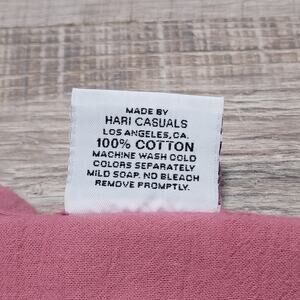 MADE BY
HARI CASUALS
LOS ANGELES, CA.
100% COTTON
MACHINE WASH COLD
COLORS SEPARATELY
MILD SOAP. NO BLEACH
REMOVE PROMPTLY.